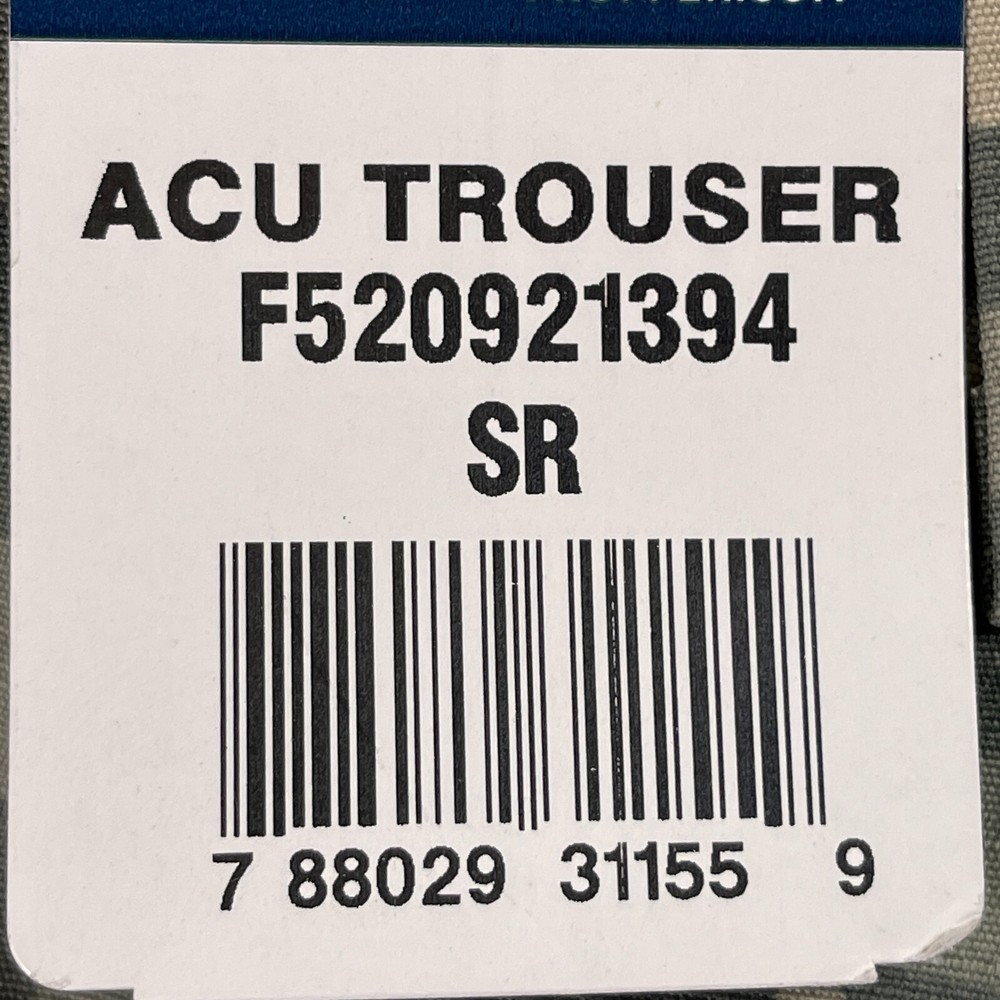 ACU TROUSER
F520921394
SR
7 88029 31155 9